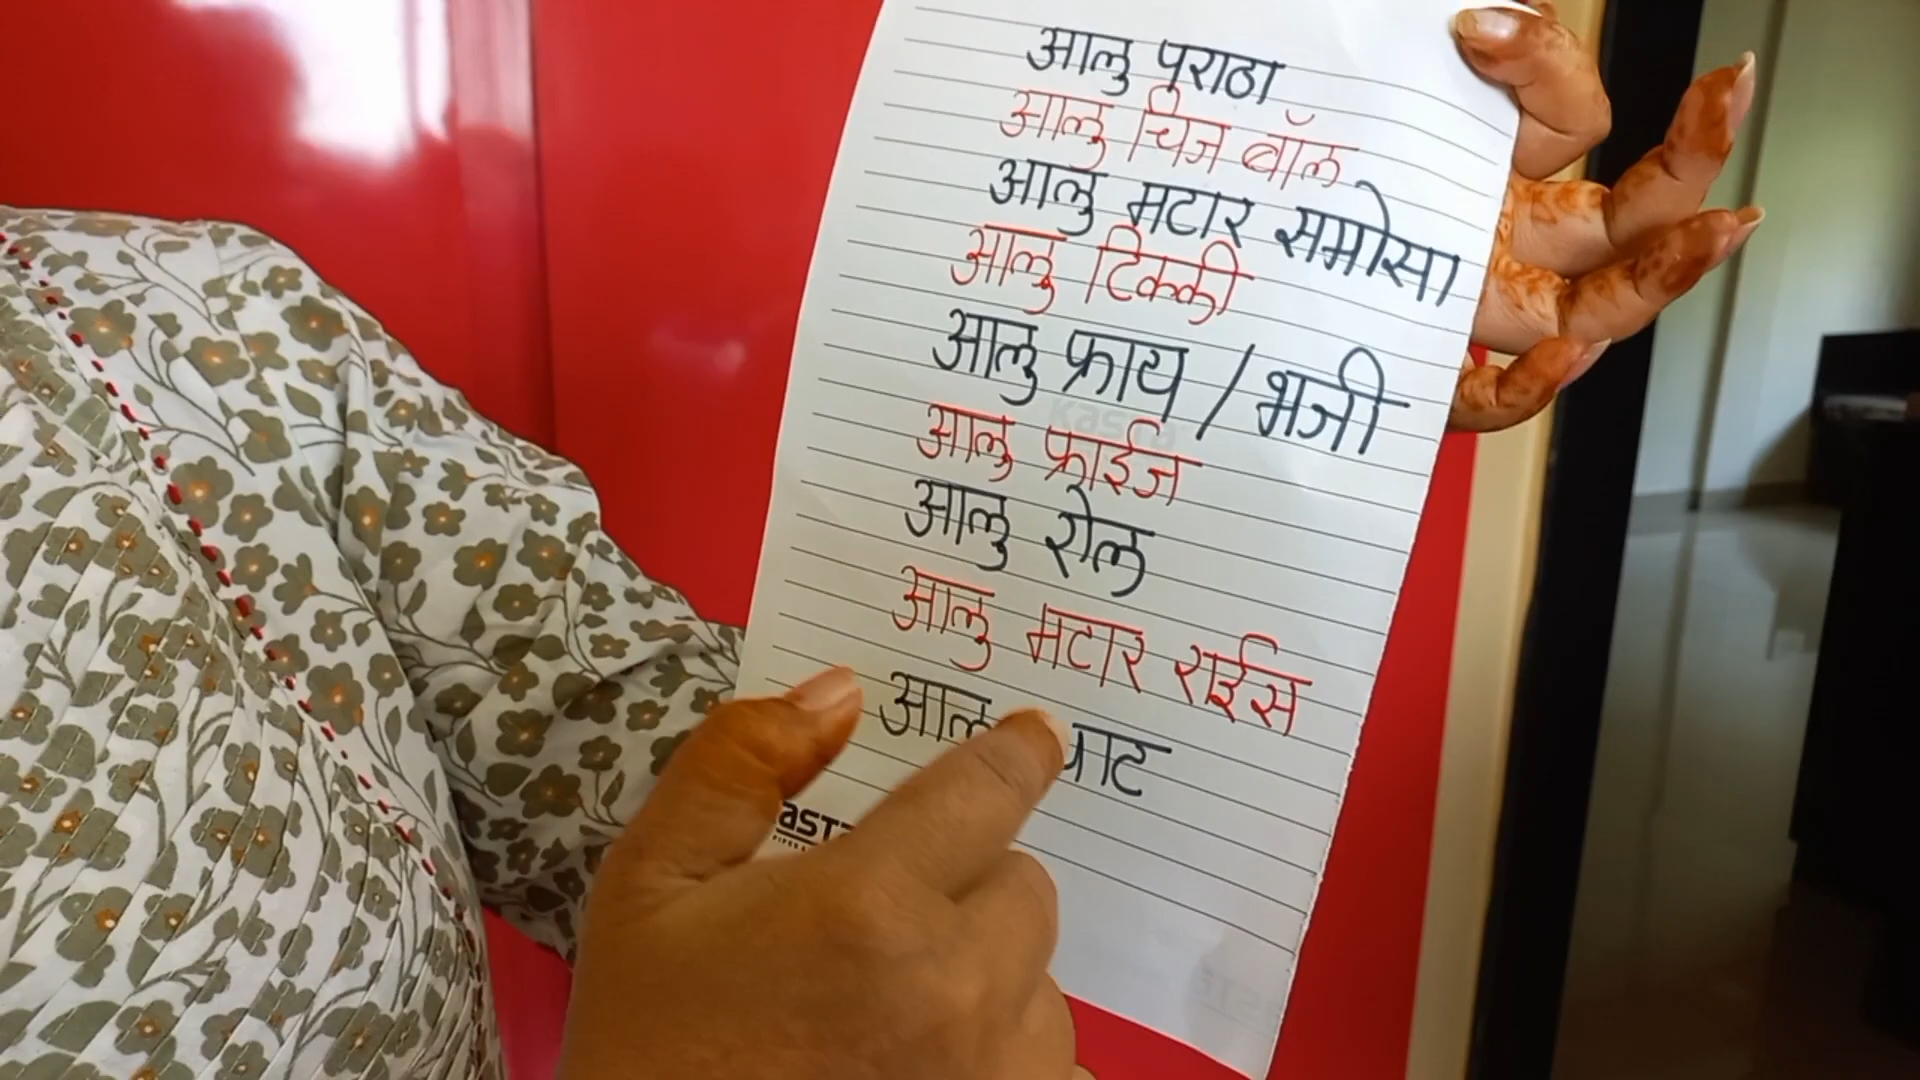 आलु पराठा
आलु चिज बॉल
आलु मटार समोसा
आलु टिक्की
आलु फ्राय / भजी
आलु फ्राईज
आलु रोल
आलु मटार राईस